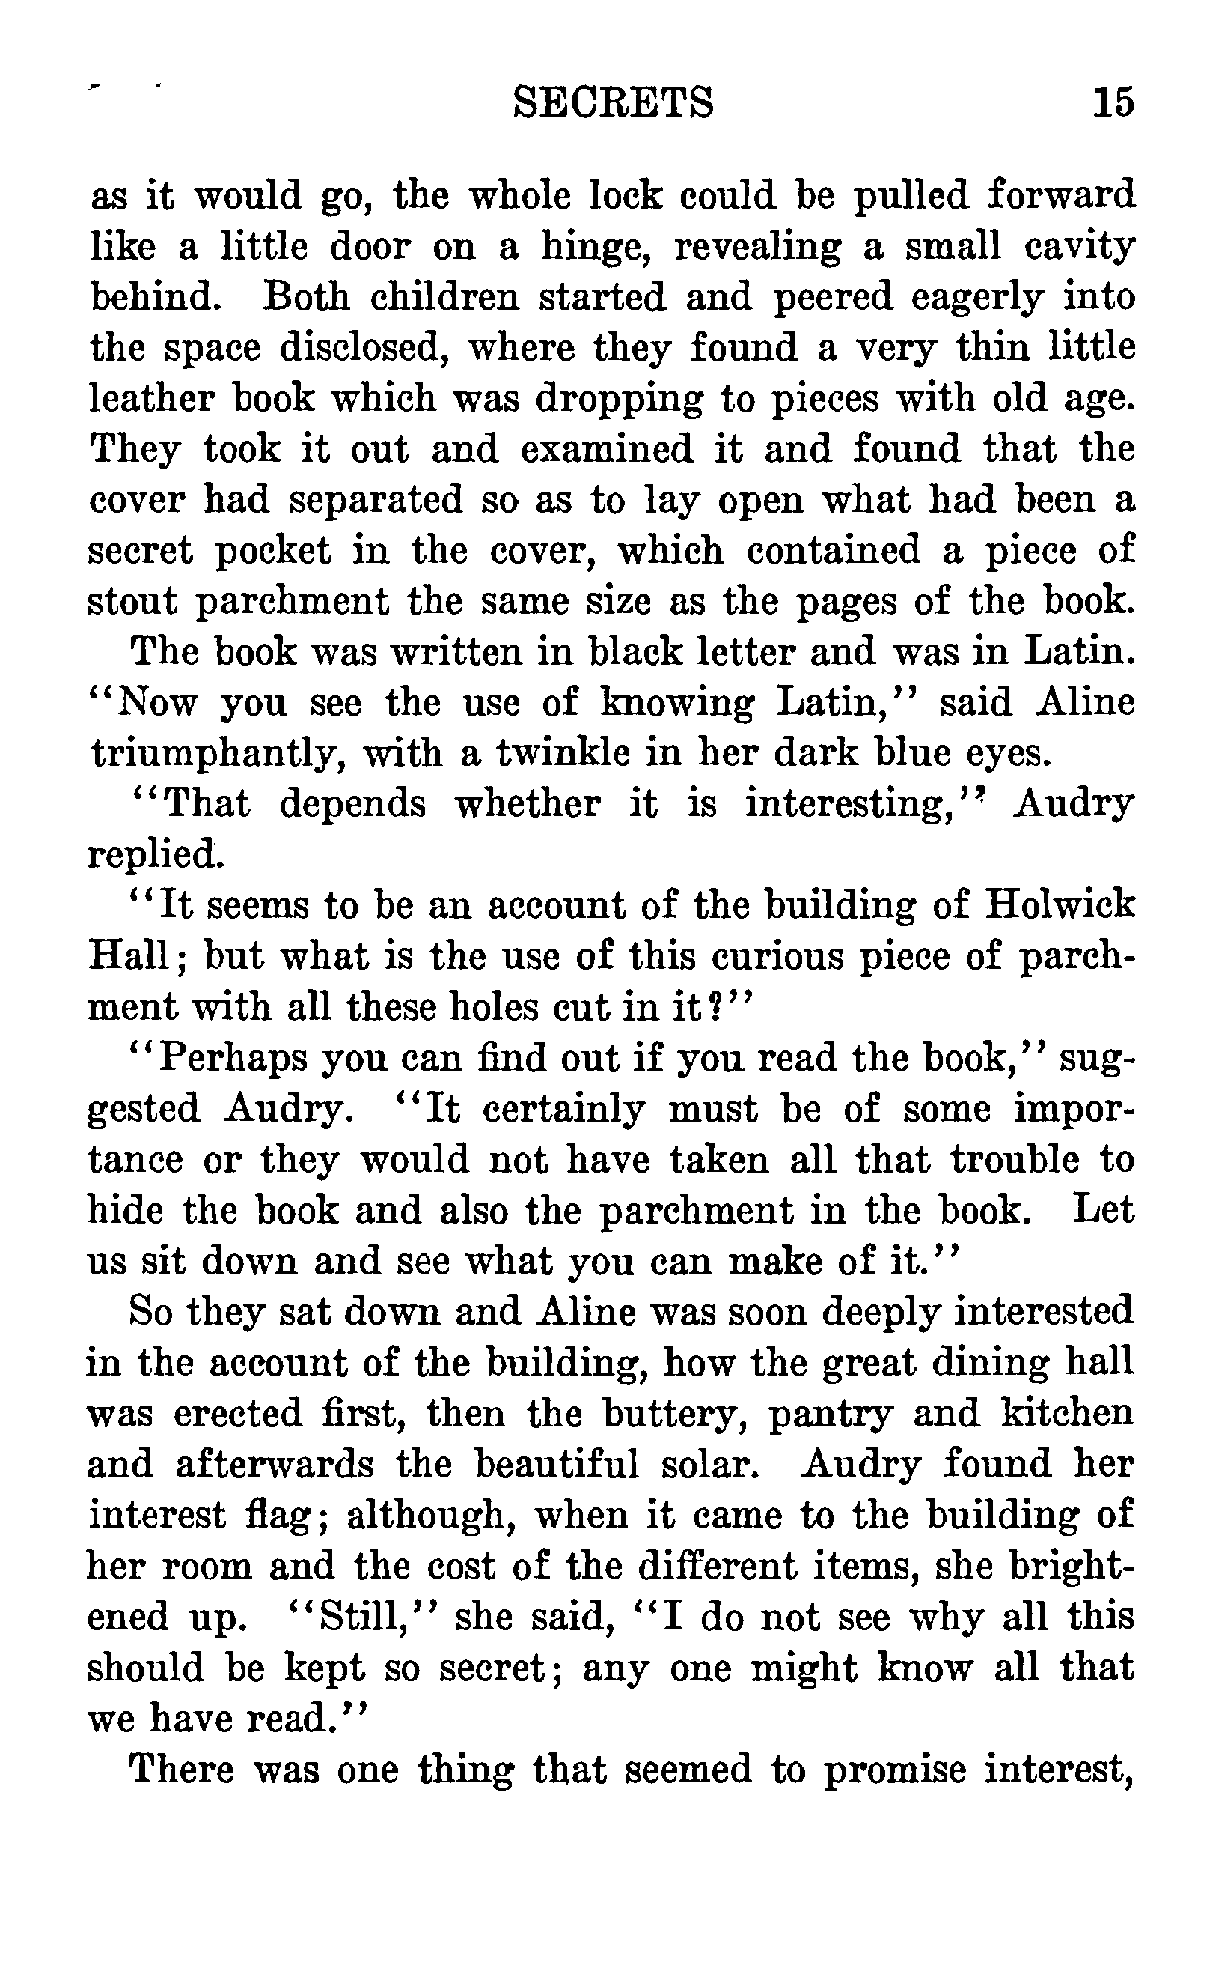 SECRETS 15
as it would go, the whole lock could be pulled forward
like a little door on a hinge, revealing a small cavity
behind. Both children started and peered eagerly into
the space disclosed, where they found a very thin little
leather book which was dropping to pieces with old age.
They took it out and examined it and found that the
cover had separated so as to lay open what had been a
secret pocket in the cover, which contained a piece of
stout parchment the same size as the pages of the book.
The book was written in black letter and was in Latin.
"Now you see the use of knowing Latin," said Aline
triumphantly, with a twinkle in her dark blue eyes.
"That depends whether it is interesting," Audry
replied.
"It seems to be an account of the building of Holwick
Hall; but what is the use of this curious piece of parch-
ment with all these holes cut in it?"
"Perhaps you can find out if you read the book," sug-
gested Audry. "It certainly must be of some impor-
tance or they would not have taken all that trouble to
hide the book and also the parchment in the book. Let
us sit down and see what you can make of it."
So they sat down and Aline was soon deeply interested
in the account of the building, how the great dining hall
was erected first, then the buttery, pantry and kitchen
and afterwards the beautiful solar. Audry found her
interest flag; although, when it came to the building of
her room and the cost of the different items, she bright-
ened up. "Still," she said, "I do not see why all this
should be kept so secret; any one might know all that
we have read."
There was one thing that seemed to promise interest,